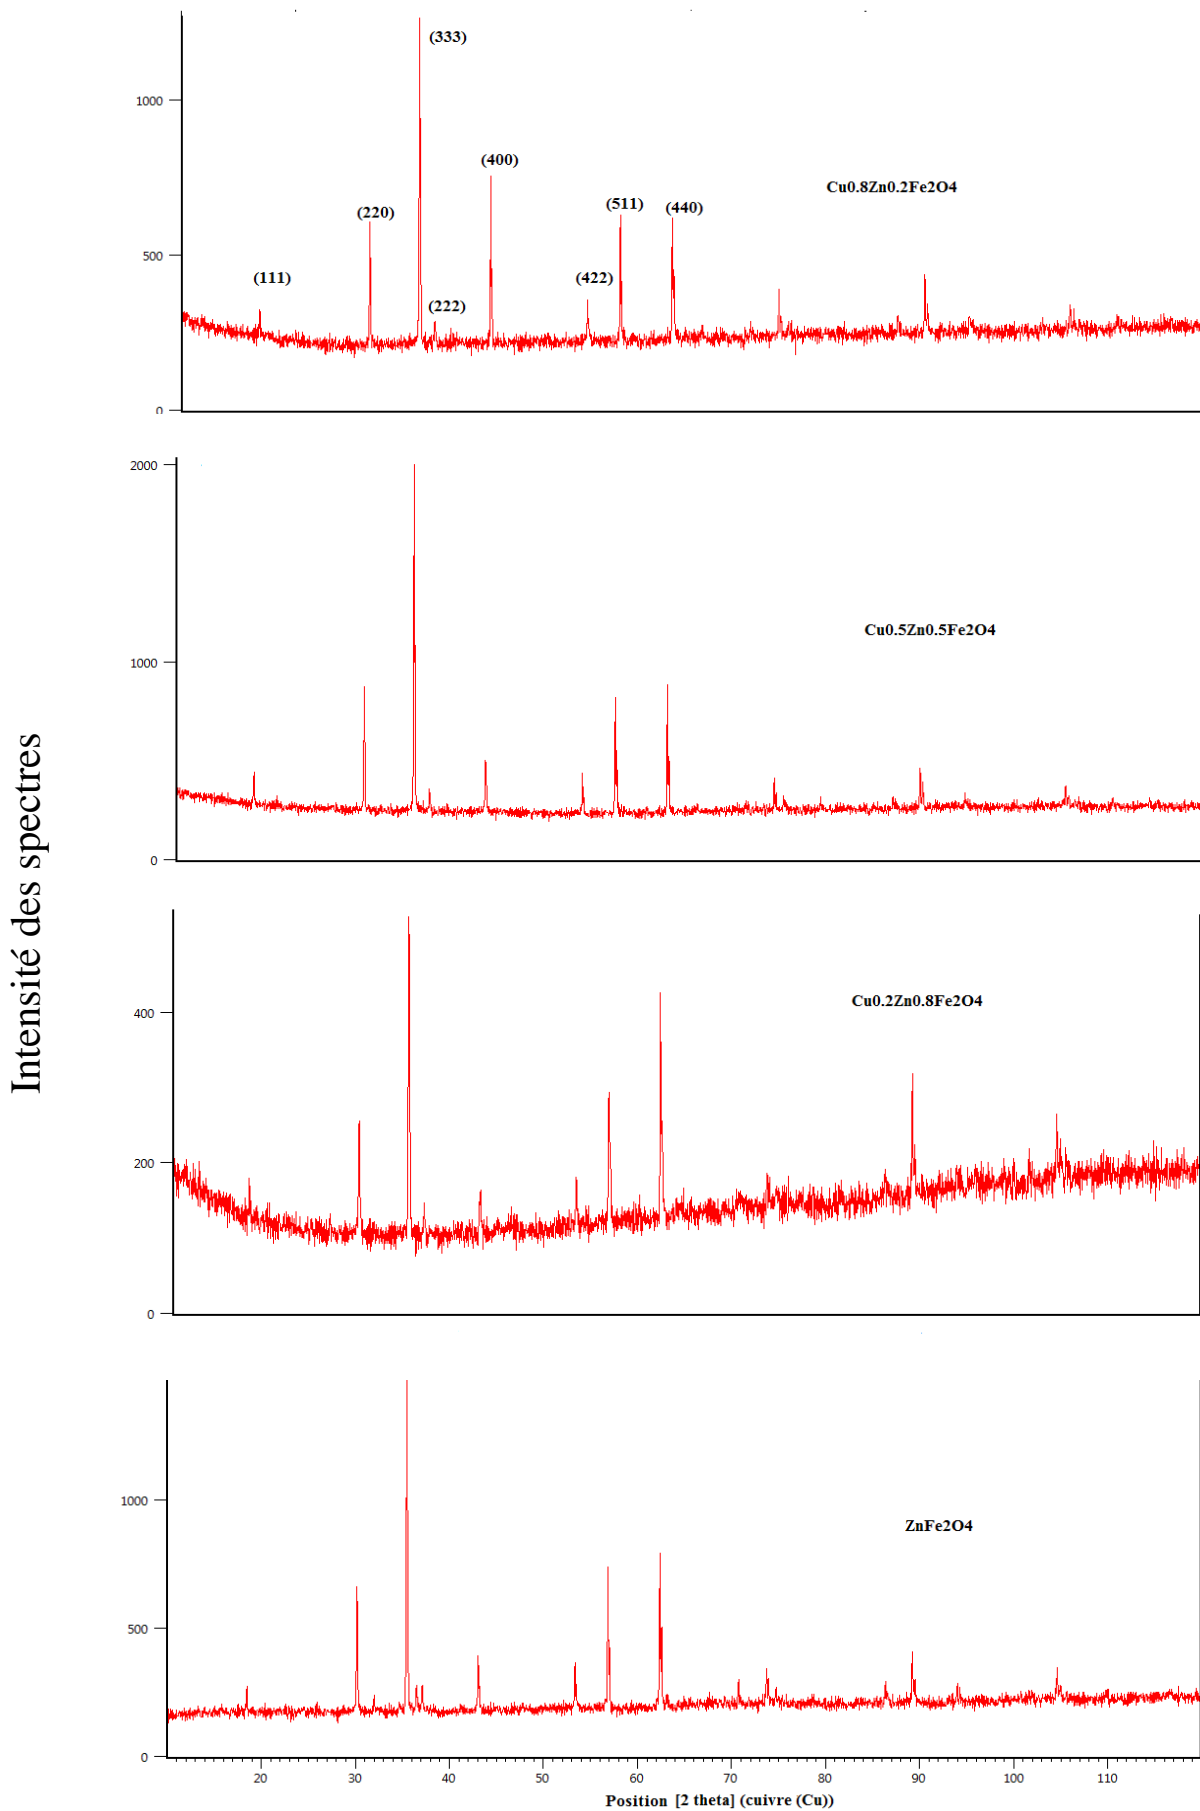 (333)
1000
(400)
Cu0.8Zn0.2Fe2O4
(511)
(440)
(220)
500
(111)
(422)
(222)
0
2000
Cu0.5Zn0.5Fe2O4
1000
Intensité des spectres
0
Cu0.2Zn0.8Fe2O4
400
200
0
1000
ZnFe2O4
500
0
20 30 40 50 60 70 80 90 100 110
Position [2 theta] (cuivre (Cu))